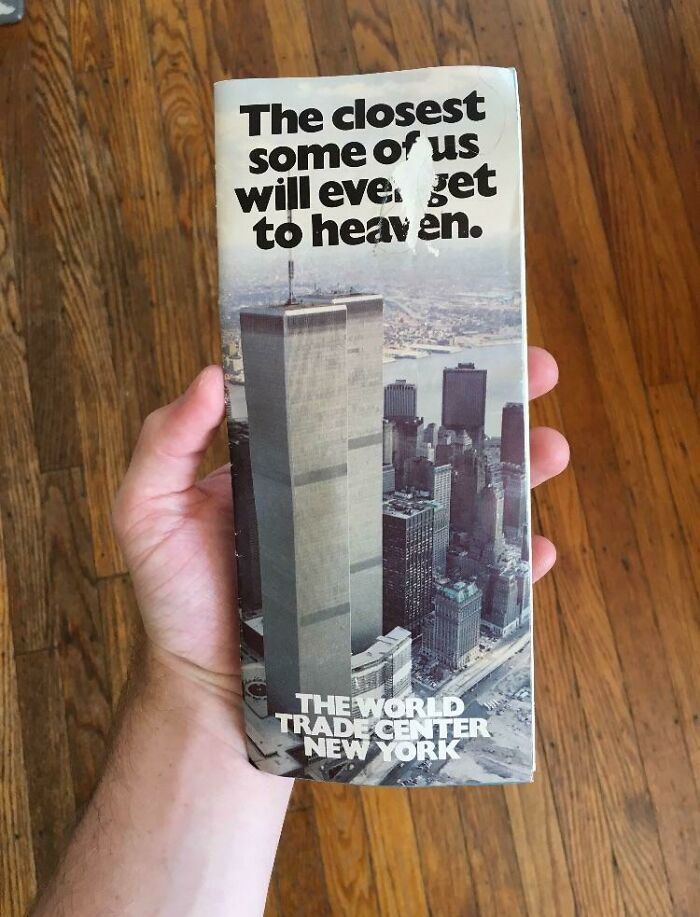 The closest
some of us
will ever get
to heaven.
THE WORLD
TRADE CENTER
NEW YORK